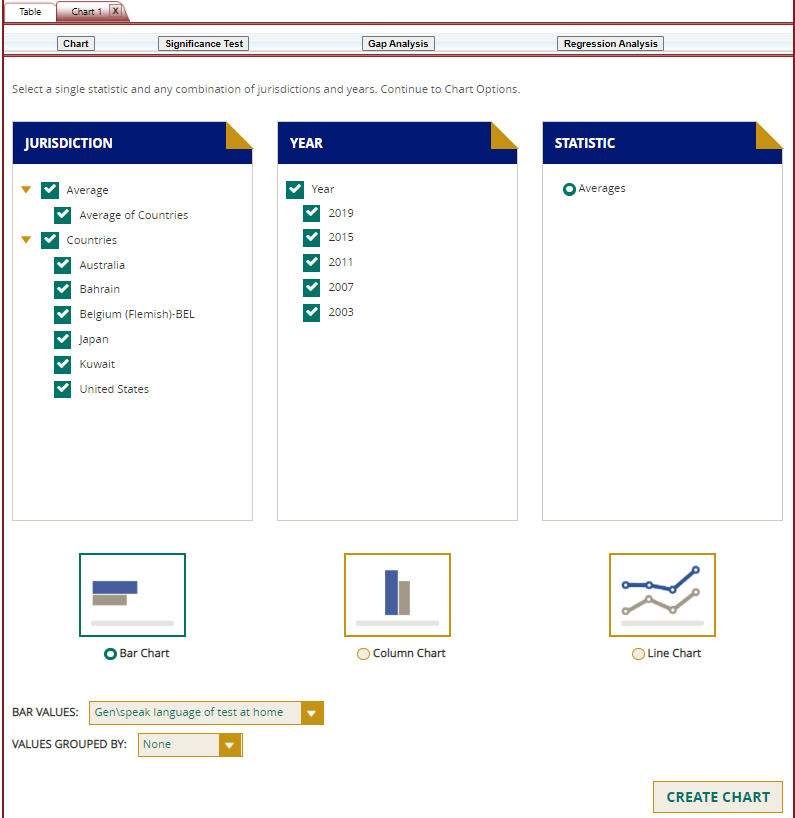 Table Chart 1 X
Chart Significance Test Gap Analysis Regression Analysis
Select a single statistic and any combination of jurisdictions and years. Continue to Chart Options.
JURISDICTION
Average
Average of Countries
Countries
Australia
Bahrain
Belgium (Flemish)-BEL
Japan
Kuwait
United States
YEAR
Year
2019
2015
2011
2007
2003
STATISTIC
Averages
Bar Chart
Column Chart
Line Chart
BAR VALUES: Gen\speak language of test at home
VALUES GROUPED BY: None
CREATE CHART